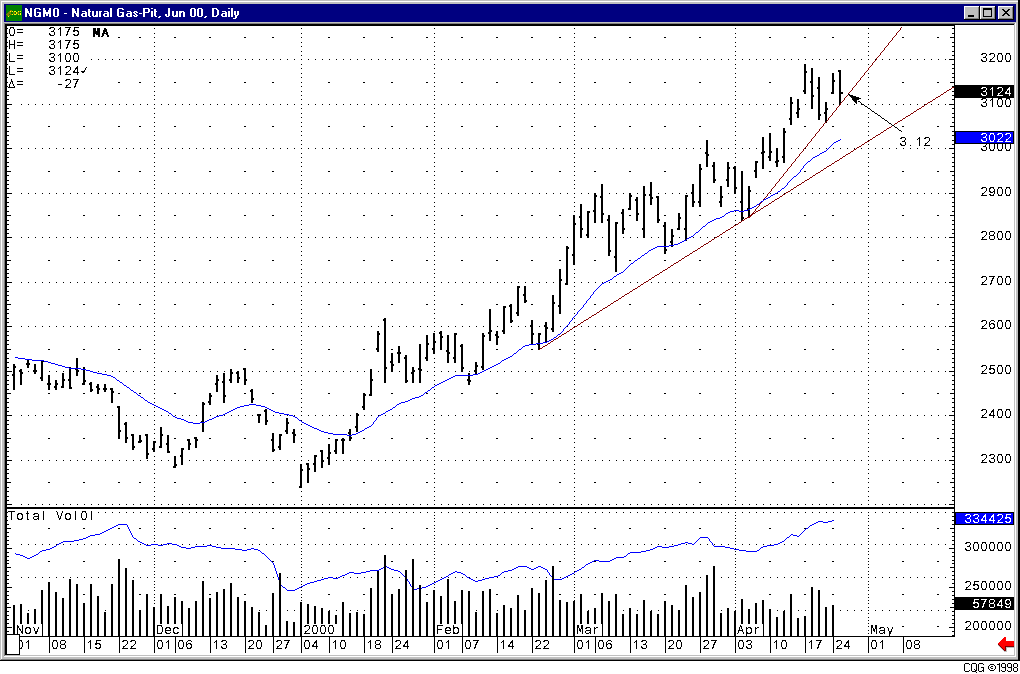 NGM0 - Natural Gas-Pit, Jun 00, Daily
O= 3175 MA
H= 3175
L= 3100
L= 3124✓
Δ= -27
3200
3124
3100
3.12
3022
3000
2900
2800
2700
2600
2500
2400
2300
Total VolOI
334425
300000
250000
57849
200000
Nov Dec 2000 Feb Mar Apr May
01 08 15 22 01 06 13 20 27 04 10 18 24 01 07 14 22 01 06 13 20 27 03 10 17 24 01 08
CQG ©1998